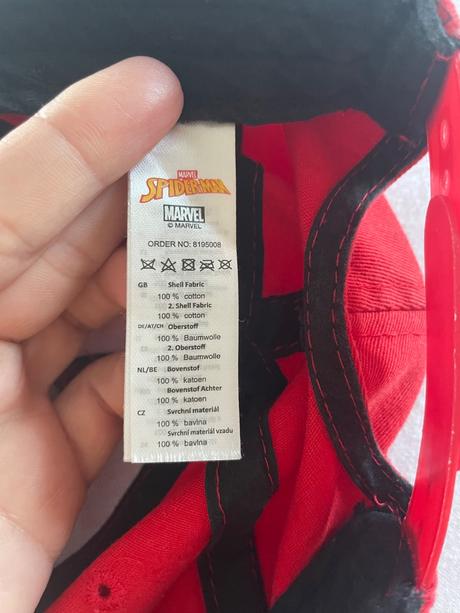 MARVEL
SPIDER-MAN
MARVEL
© MARVEL
ORDER NO: 8195008
GB Shell Fabric
100 % cotton
2. Shell Fabric
100 % cotton
DE/AT/CH Oberstoff
100 % Baumwolle
2. Oberstoff
100 % Baumwolle
NL/BE Bovenstof
100 % katoen
Bovenstof Achter
100 % katoen
CZ Svrchní materiál
100 % bavlna
Svrchní materiál vzadu
100 % bavlna